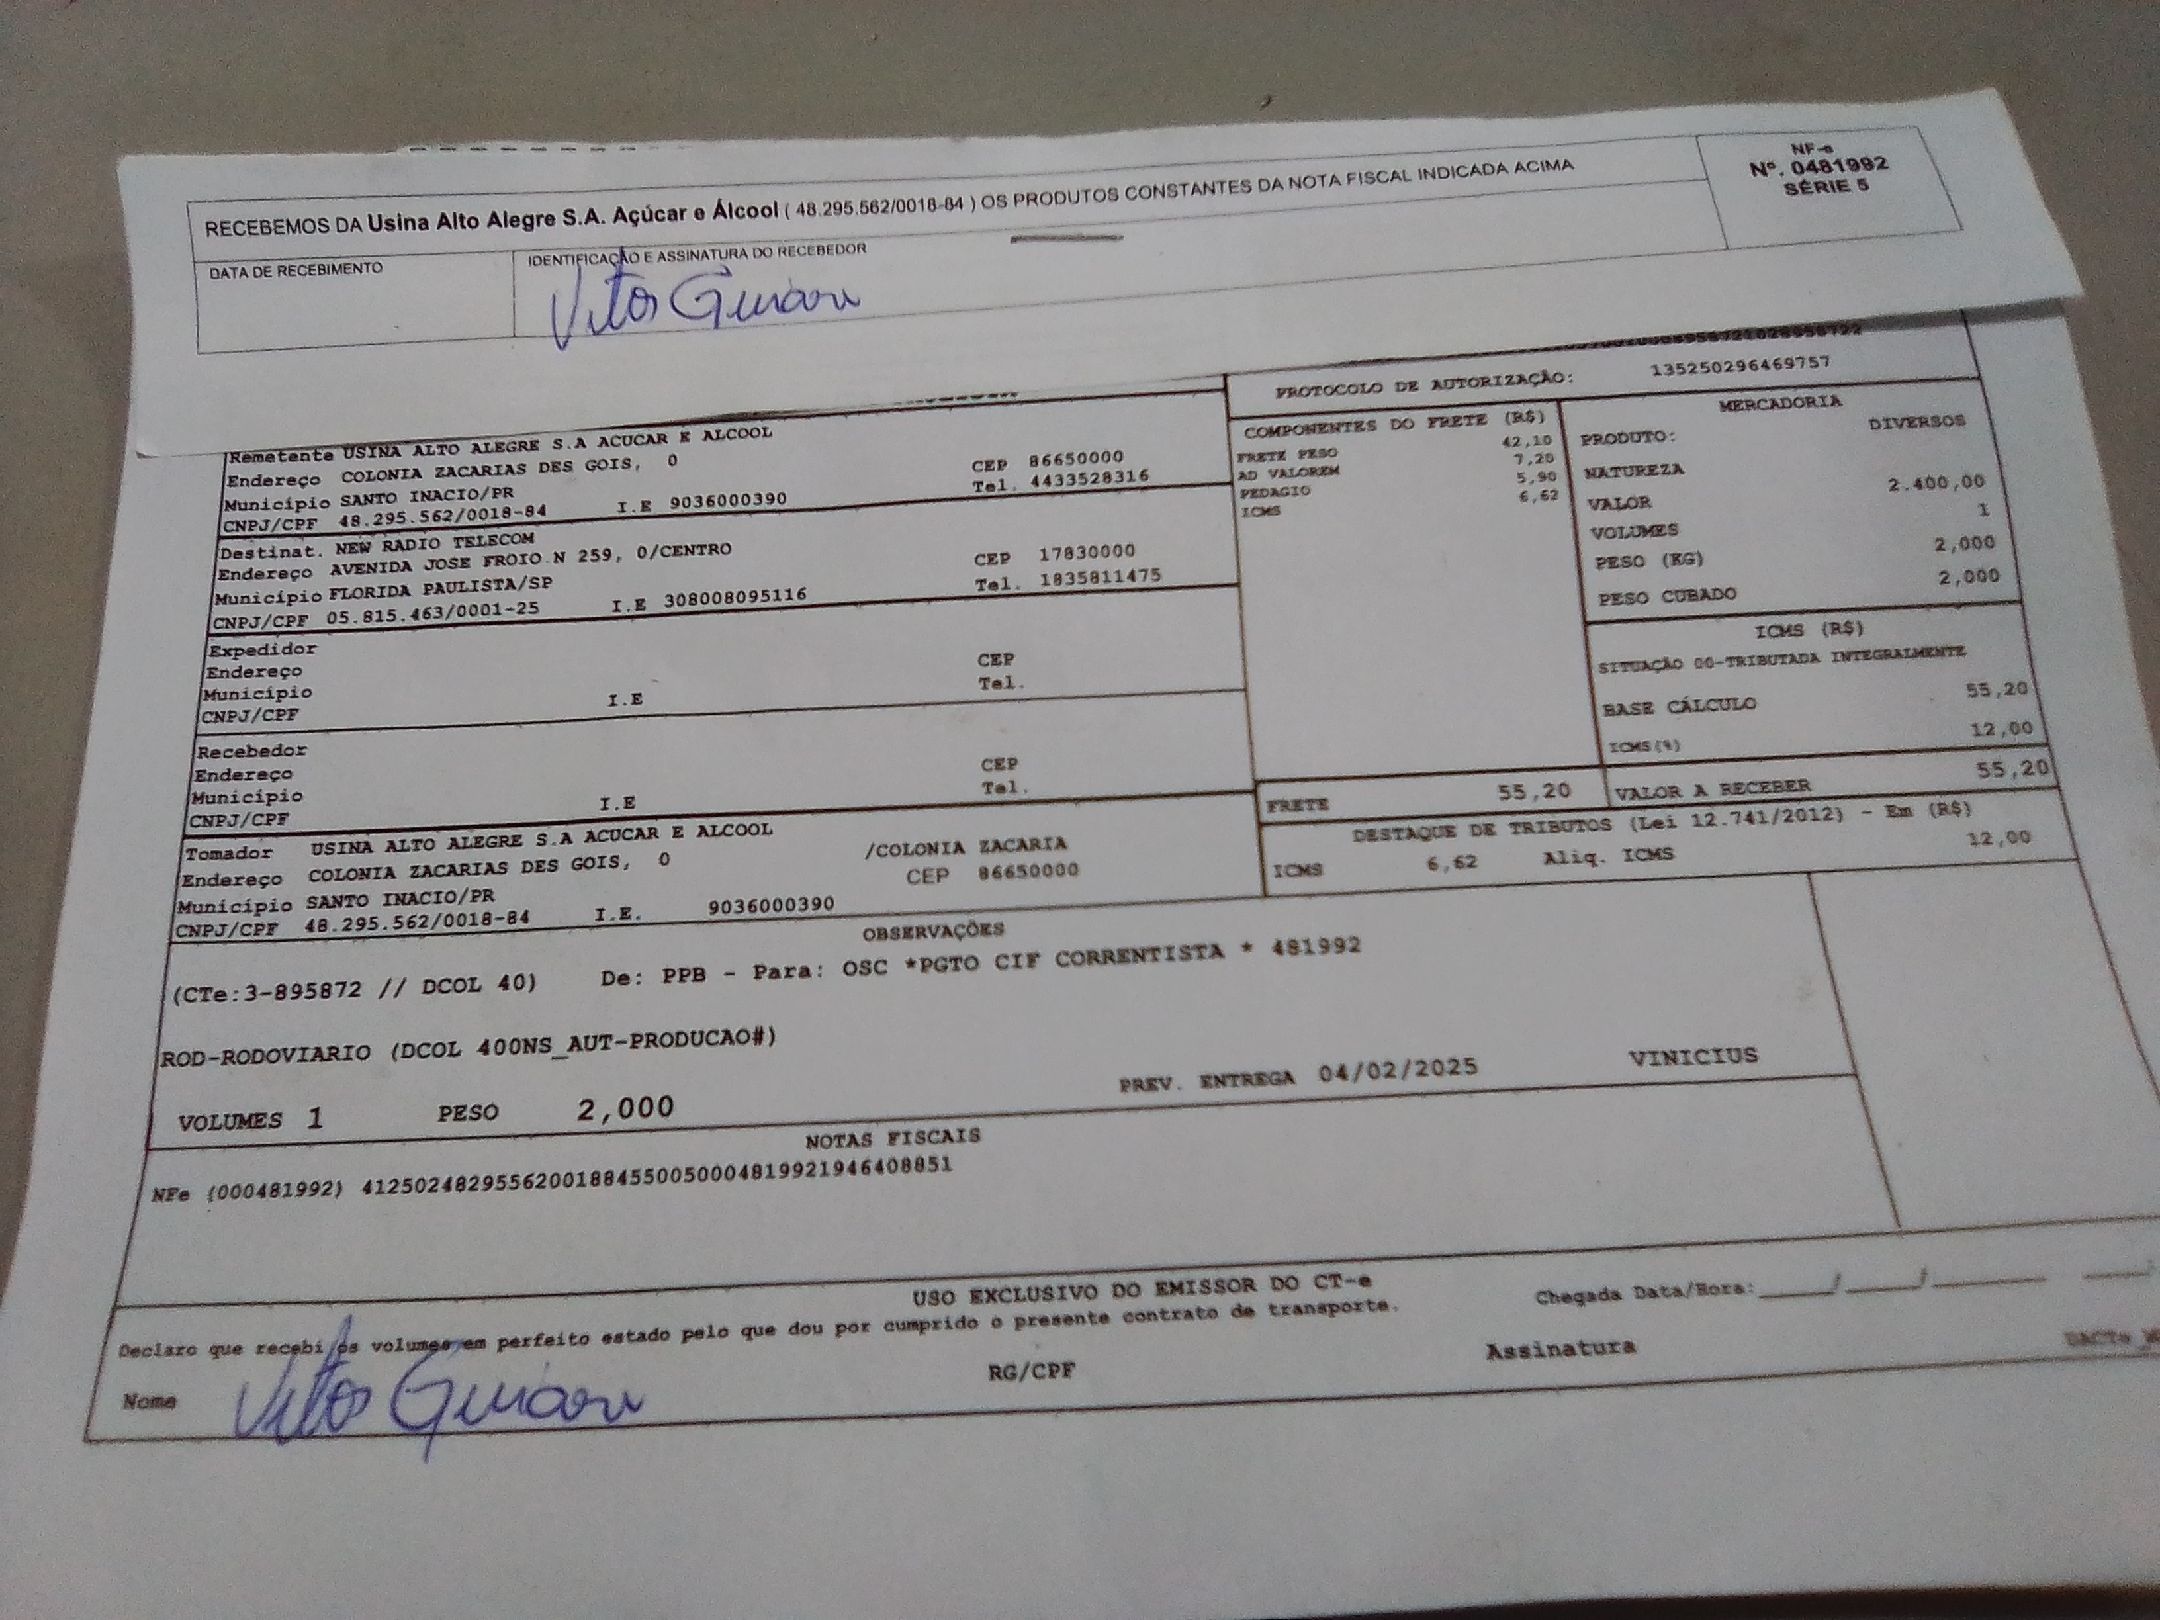 NF-e
Nº. 0481992
SÉRIE 5
RECEBEMOS DA Usina Alto Alegre S.A. Açúcar e Álcool ( 48.295.562/0018-84 ) OS PRODUTOS CONSTANTES DA NOTA FISCAL INDICADA ACIMA
DATA DE RECEBIMENTO
IDENTIFICAÇÃO E ASSINATURA DO RECEBEDOR
Vitor
PROTOCOLO DE AUTORIZAÇÃO: 135250296469757
Remetente USINA ALTO ALEGRE S.A ACUCAR E ALCOOL
Endereço COLONIA ZACARIAS DES GOIS, 0 CEP 86650000
Município SANTO INACIO/PR Tel. 4433528316
CNPJ/CPF 48.295.562/0018-84 I.E 9036000390
Destinat. NEW RADIO TELECOM
Endereço AVENIDA JOSE FROIO N 259, 0/CENTRO CEP 17830000
Município FLORIDA PAULISTA/SP Tel. 1835811475
CNPJ/CPF 05.815.463/0001-25 I.E 308008095116
Expedidor
Endereço CEP
Município Tel.
CNPJ/CPF I.E
Recebedor
Endereço CEP
Município Tel.
CNPJ/CPF I.E
Tomador USINA ALTO ALEGRE S.A ACUCAR E ALCOOL
Endereço COLONIA ZACARIAS DES GOIS, 0 /COLONIA ZACARIA
Município SANTO INACIO/PR CEP 86650000
CNPJ/CPF 48.295.562/0018-84 I.E. 9036000390
COMPONENTES DO FRETE (R$)
FRETE PESO 42,10
AD VALOREM 7,20
PEDAGIO 5,90
ICMS 6,62
MERCADORIA
PRODUTO: DIVERSOS
NATUREZA
VALOR 2.400,00
VOLUMES 1
PESO (KG) 2,000
PESO CUBADO 2,000
ICMS (R$)
SITUAÇÃO 00-TRIBUTADA INTEGRALMENTE
BASE CÁLCULO 55,20
ICMS(%) 12,00
FRETE 55,20 VALOR A RECEBER 55,20
DESTAQUE DE TRIBUTOS (Lei 12.741/2012) - Em (R$)
ICMS 6,62 Aliq. ICMS 12,00
OBSERVAÇÕES
(CTe:3-895872 // DCOL 40) De: PPB - Para: OSC *PGTO CIF CORRENTISTA * 481992
ROD-RODOVIARIO (DCOL 400NS_AUT-PRODUCAO#)
VOLUMES 1 PESO 2,000 PREV. ENTREGA 04/02/2025 VINICIUS
NOTAS FISCAIS
NFe (000481992) 41250248295562001884550050004819921946408851
USO EXCLUSIVO DO EMISSOR DO CT-e
Declaro que recebi os volumes em perfeito estado pelo que dou por cumprido o presente contrato de transporte. Chegada Data/Hora:
Nome Vitor RG/CPF Assinatura